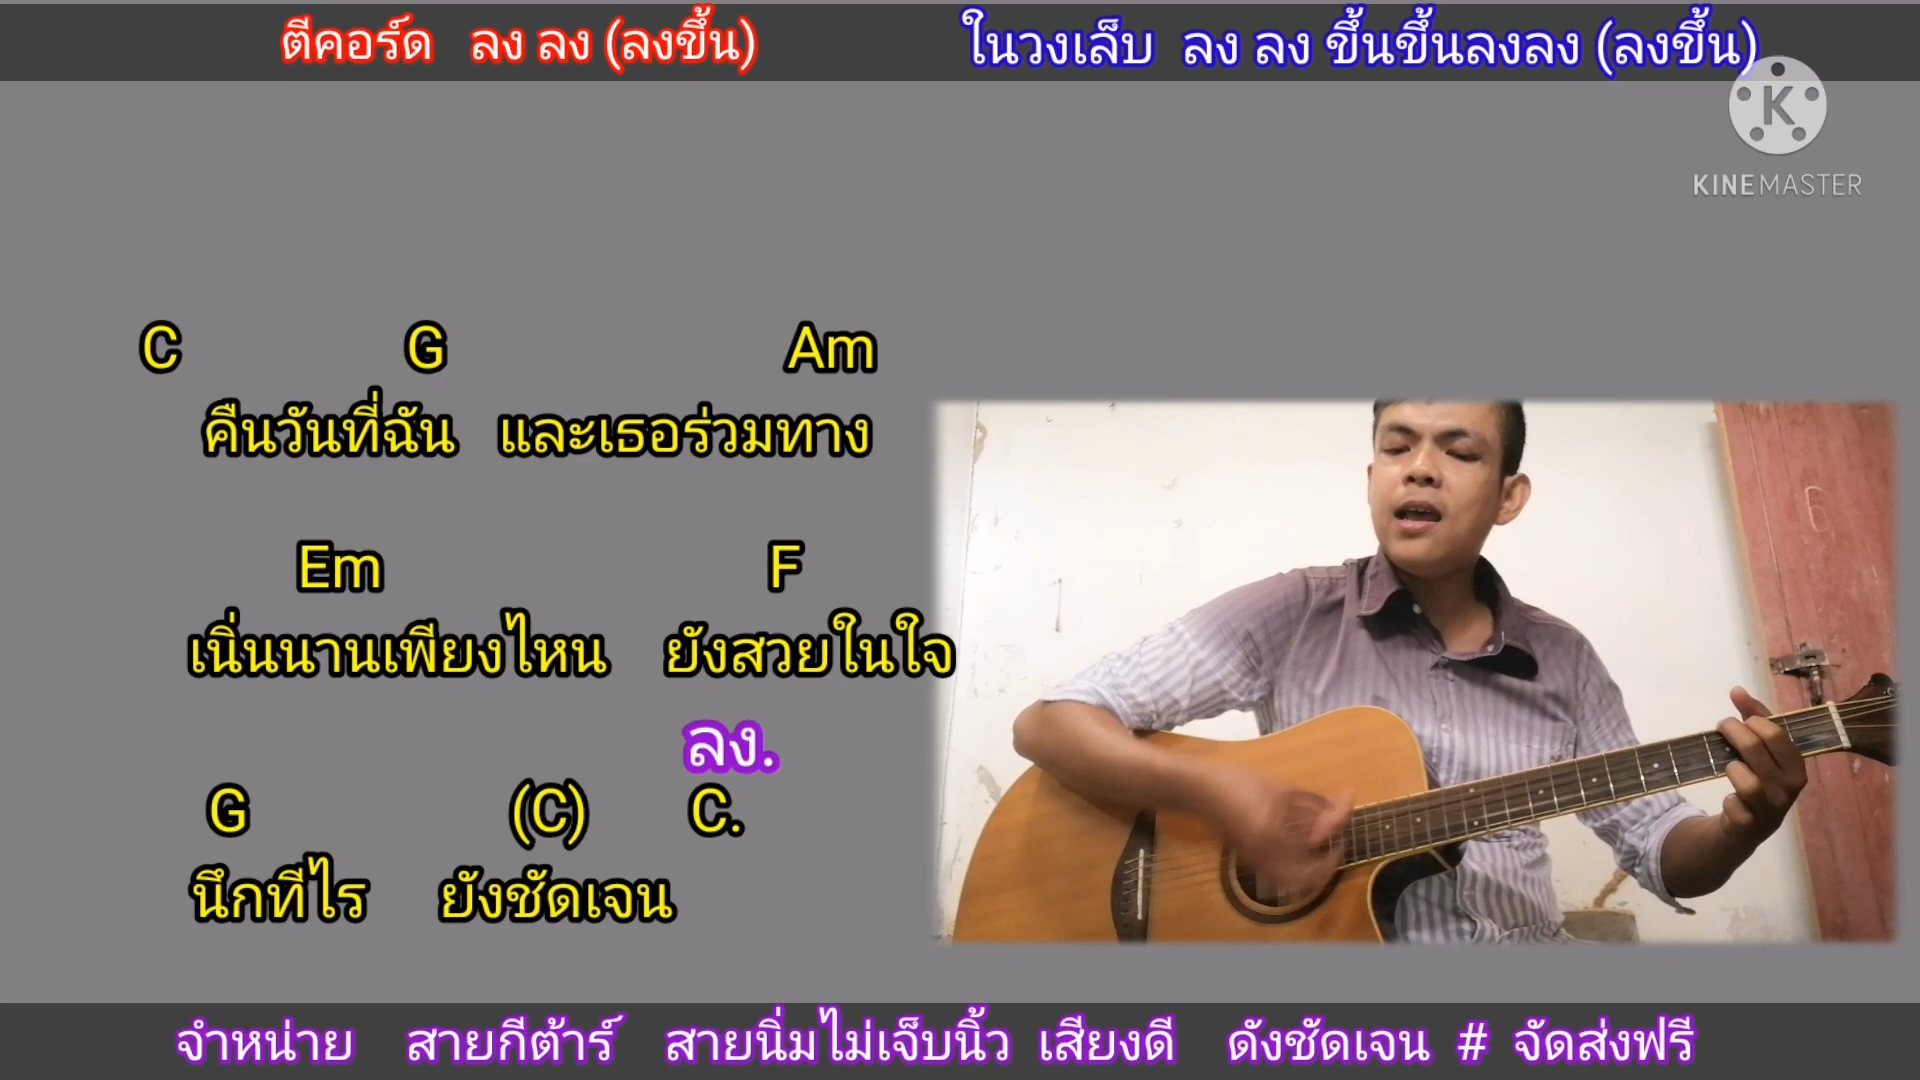 ตีคอร์ด ลง ลง (ลงขึ้น) ในวงเล็บ ลง ลง ขึ้นขึ้นลงลง (ลงขึ้น)
K
KINEMASTER
C G Am
คืนวันที่ฉัน และเธอร่วมทาง
Em F
เนิ่นนานเพียงไหน ยังสวยในใจ
ลง.
G (C) C.
นึกทีไร ยังชัดเจน
จำหน่าย สายกีต้าร์ สายนิ่มไม่เจ็บนิ้ว เสียงดี ดังชัดเจน # จัดส่งฟรี